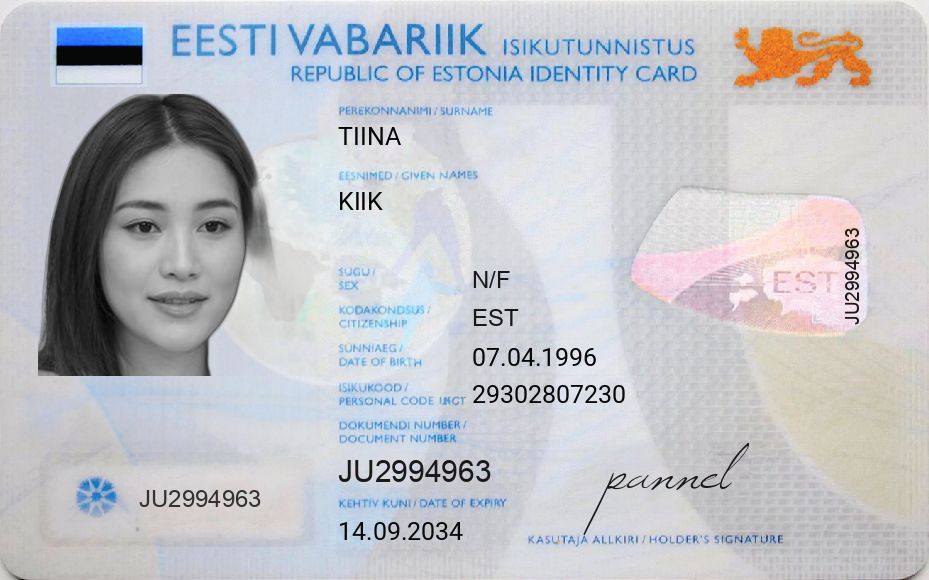 EESTI VABARIIK ISIKUTUNNISTUS
REPUBLIC OF ESTONIA IDENTITY CARD
PEREKONNANIMI / SURNAME
TIINA
EESNIMED / GIVEN NAMES
KIIK
SUGU /
SEX
N/F
KODAKONDSUS /
CITIZENSHIP
EST
SÜNNIAEG /
DATE OF BIRTH
07.04.1996
ISIKUKOOD /
PERSONAL CODE
29302807230
DOKUMENDI NUMBER /
DOCUMENT NUMBER
JU2994963
KEHTIV KUNI / DATE OF EXPIRY
14.09.2034
JU2994963
EST
JU2994963
pannel
KASUTAJA ALLKIRI / HOLDER'S SIGNATURE